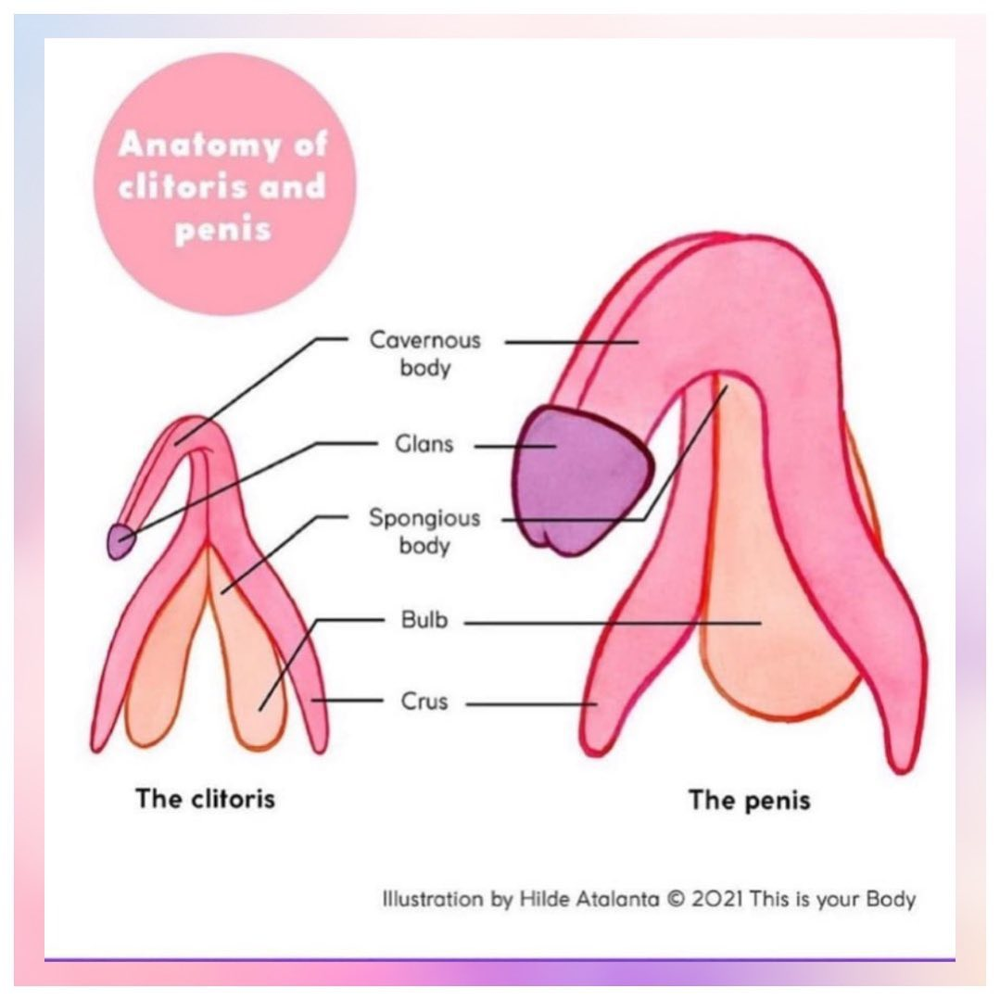 Anatomy of
clitoris and
penis
Cavernous
body
Glans
Spongious
body
Bulb
Crus
The clitoris
The penis
Illustration by Hilde Atalanta © 2021 This is your Body